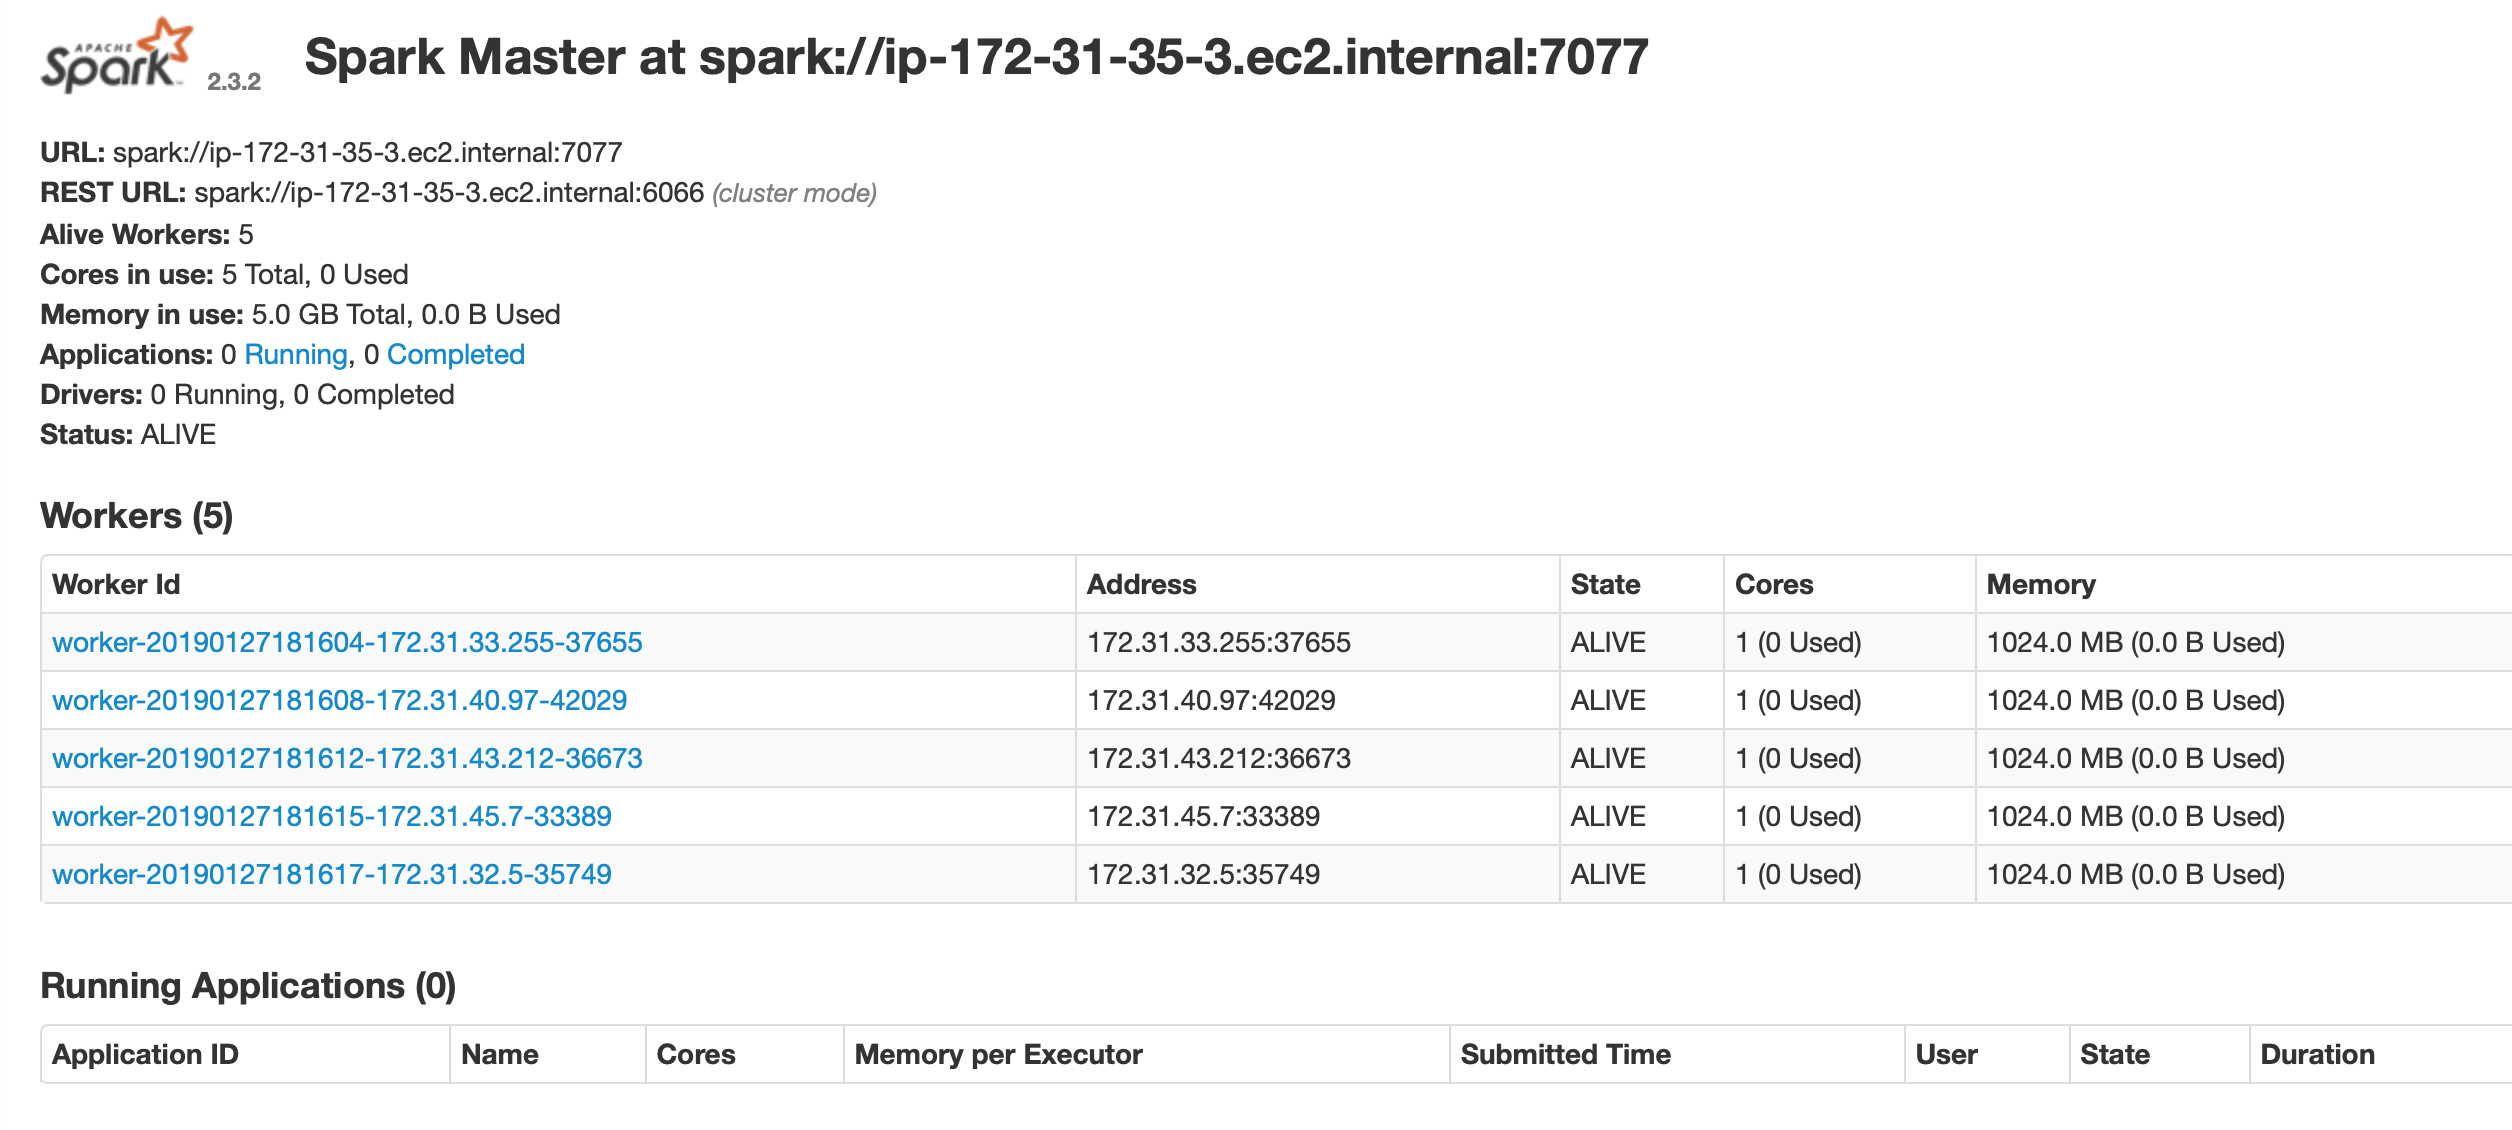 APACHE
Spark™ 2.3.2 Spark Master at spark://ip-172-31-35-3.ec2.internal:7077
URL: spark://ip-172-31-35-3.ec2.internal:7077
REST URL: spark://ip-172-31-35-3.ec2.internal:6066 (cluster mode)
Alive Workers: 5
Cores in use: 5 Total, 0 Used
Memory in use: 5.0 GB Total, 0.0 B Used
Applications: 0 Running, 0 Completed
Drivers: 0 Running, 0 Completed
Status: ALIVE
Workers (5)
Worker Id Address State Cores Memory
worker-20190127181604-172.31.33.255-37655 172.31.33.255:37655 ALIVE 1 (0 Used) 1024.0 MB (0.0 B Used)
worker-20190127181608-172.31.40.97-42029 172.31.40.97:42029 ALIVE 1 (0 Used) 1024.0 MB (0.0 B Used)
worker-20190127181612-172.31.43.212-36673 172.31.43.212:36673 ALIVE 1 (0 Used) 1024.0 MB (0.0 B Used)
worker-20190127181615-172.31.45.7-33389 172.31.45.7:33389 ALIVE 1 (0 Used) 1024.0 MB (0.0 B Used)
worker-20190127181617-172.31.32.5-35749 172.31.32.5:35749 ALIVE 1 (0 Used) 1024.0 MB (0.0 B Used)
Running Applications (0)
Application ID Name Cores Memory per Executor Submitted Time User State Duration